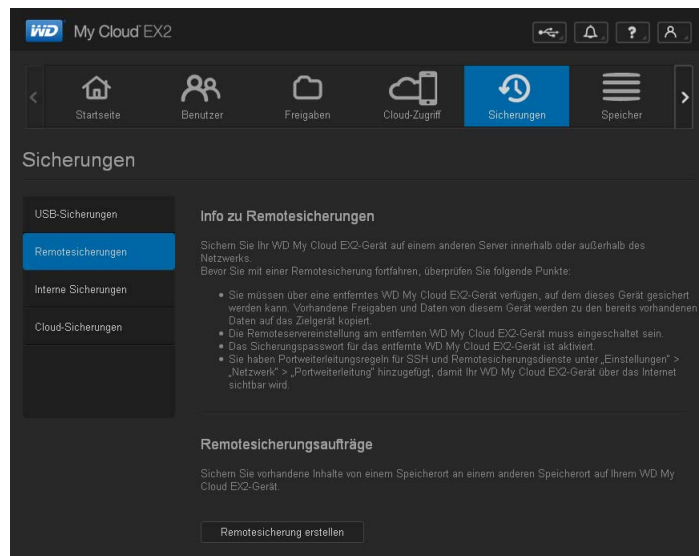 WD My Cloud EX2
?
Startseite
Benutzer
Freigaben
Cloud-Zugriff
Sicherungen
Speicher
Sicherungen
USB-Sicherungen
Remotesicherungen
Interne Sicherungen
Cloud-Sicherungen
Info zu Remotesicherungen
Sichern Sie Ihr WD My Cloud EX2-Gerät auf einem anderen Server innerhalb oder außerhalb des
Netzwerks.
Bevor Sie mit einer Remotesicherung fortfahren, überprüfen Sie folgende Punkte:
• Sie müssen über eine entferntes WD My Cloud EX2-Gerät verfügen, auf dem dieses Gerät gesichert
werden kann. Vorhandene Freigaben und Daten von diesem Gerät werden zu den bereits vorhandenen
Daten auf das Zielgerät kopiert.
• Die Remoteservereinstellung am entfernten WD My Cloud EX2-Gerät muss eingeschaltet sein.
• Das Sicherungspasswort für das entfernte WD My Cloud EX2-Gerät ist aktiviert.
• Sie haben Portweiterleitungsregeln für SSH und Remotesicherungsdienste unter „Einstellungen" >
„Netzwerk" > „Portweiterleitung" hinzugefügt, damit Ihr WD My Cloud EX2-Gerät über das Internet
sichtbar wird.
Remotesicherungsaufträge
Sichern Sie vorhandene Inhalte von einem Speicherort an einem anderen Speicherort auf Ihrem WD My
Cloud EX2-Gerät.
Remotesicherung erstellen